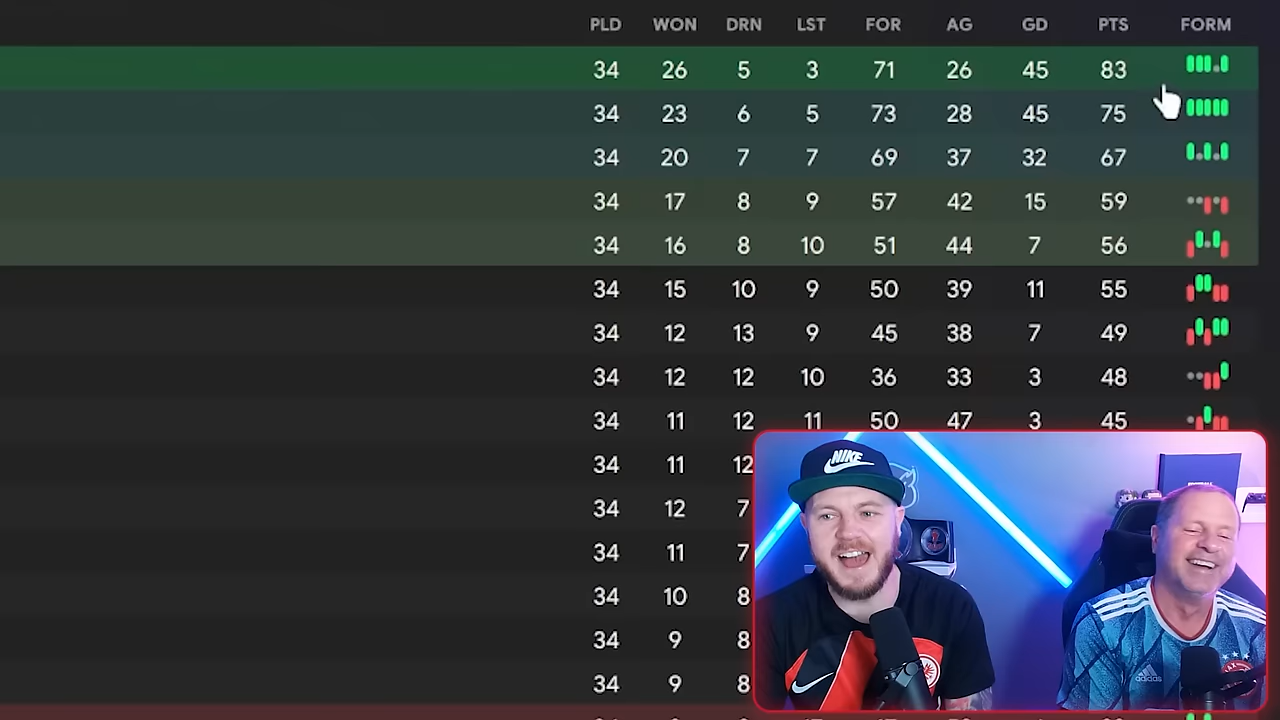 PLD WON DRN LST FOR AG GD PTS FORM
34 26 5 3 71 26 45 83
34 23 6 5 73 28 45 75
34 20 7 7 69 37 32 67
34 17 8 9 57 42 15 59
34 16 8 10 51 44 7 56
34 15 10 9 50 39 11 55
34 12 13 9 45 38 7 49
34 12 12 10 36 33 3 48
34 11 12 11 50 47 3 45
34 11 12
34 12 7
34 11 7
34 10 8
34 9 8
34 9 8
NIKE
adidas